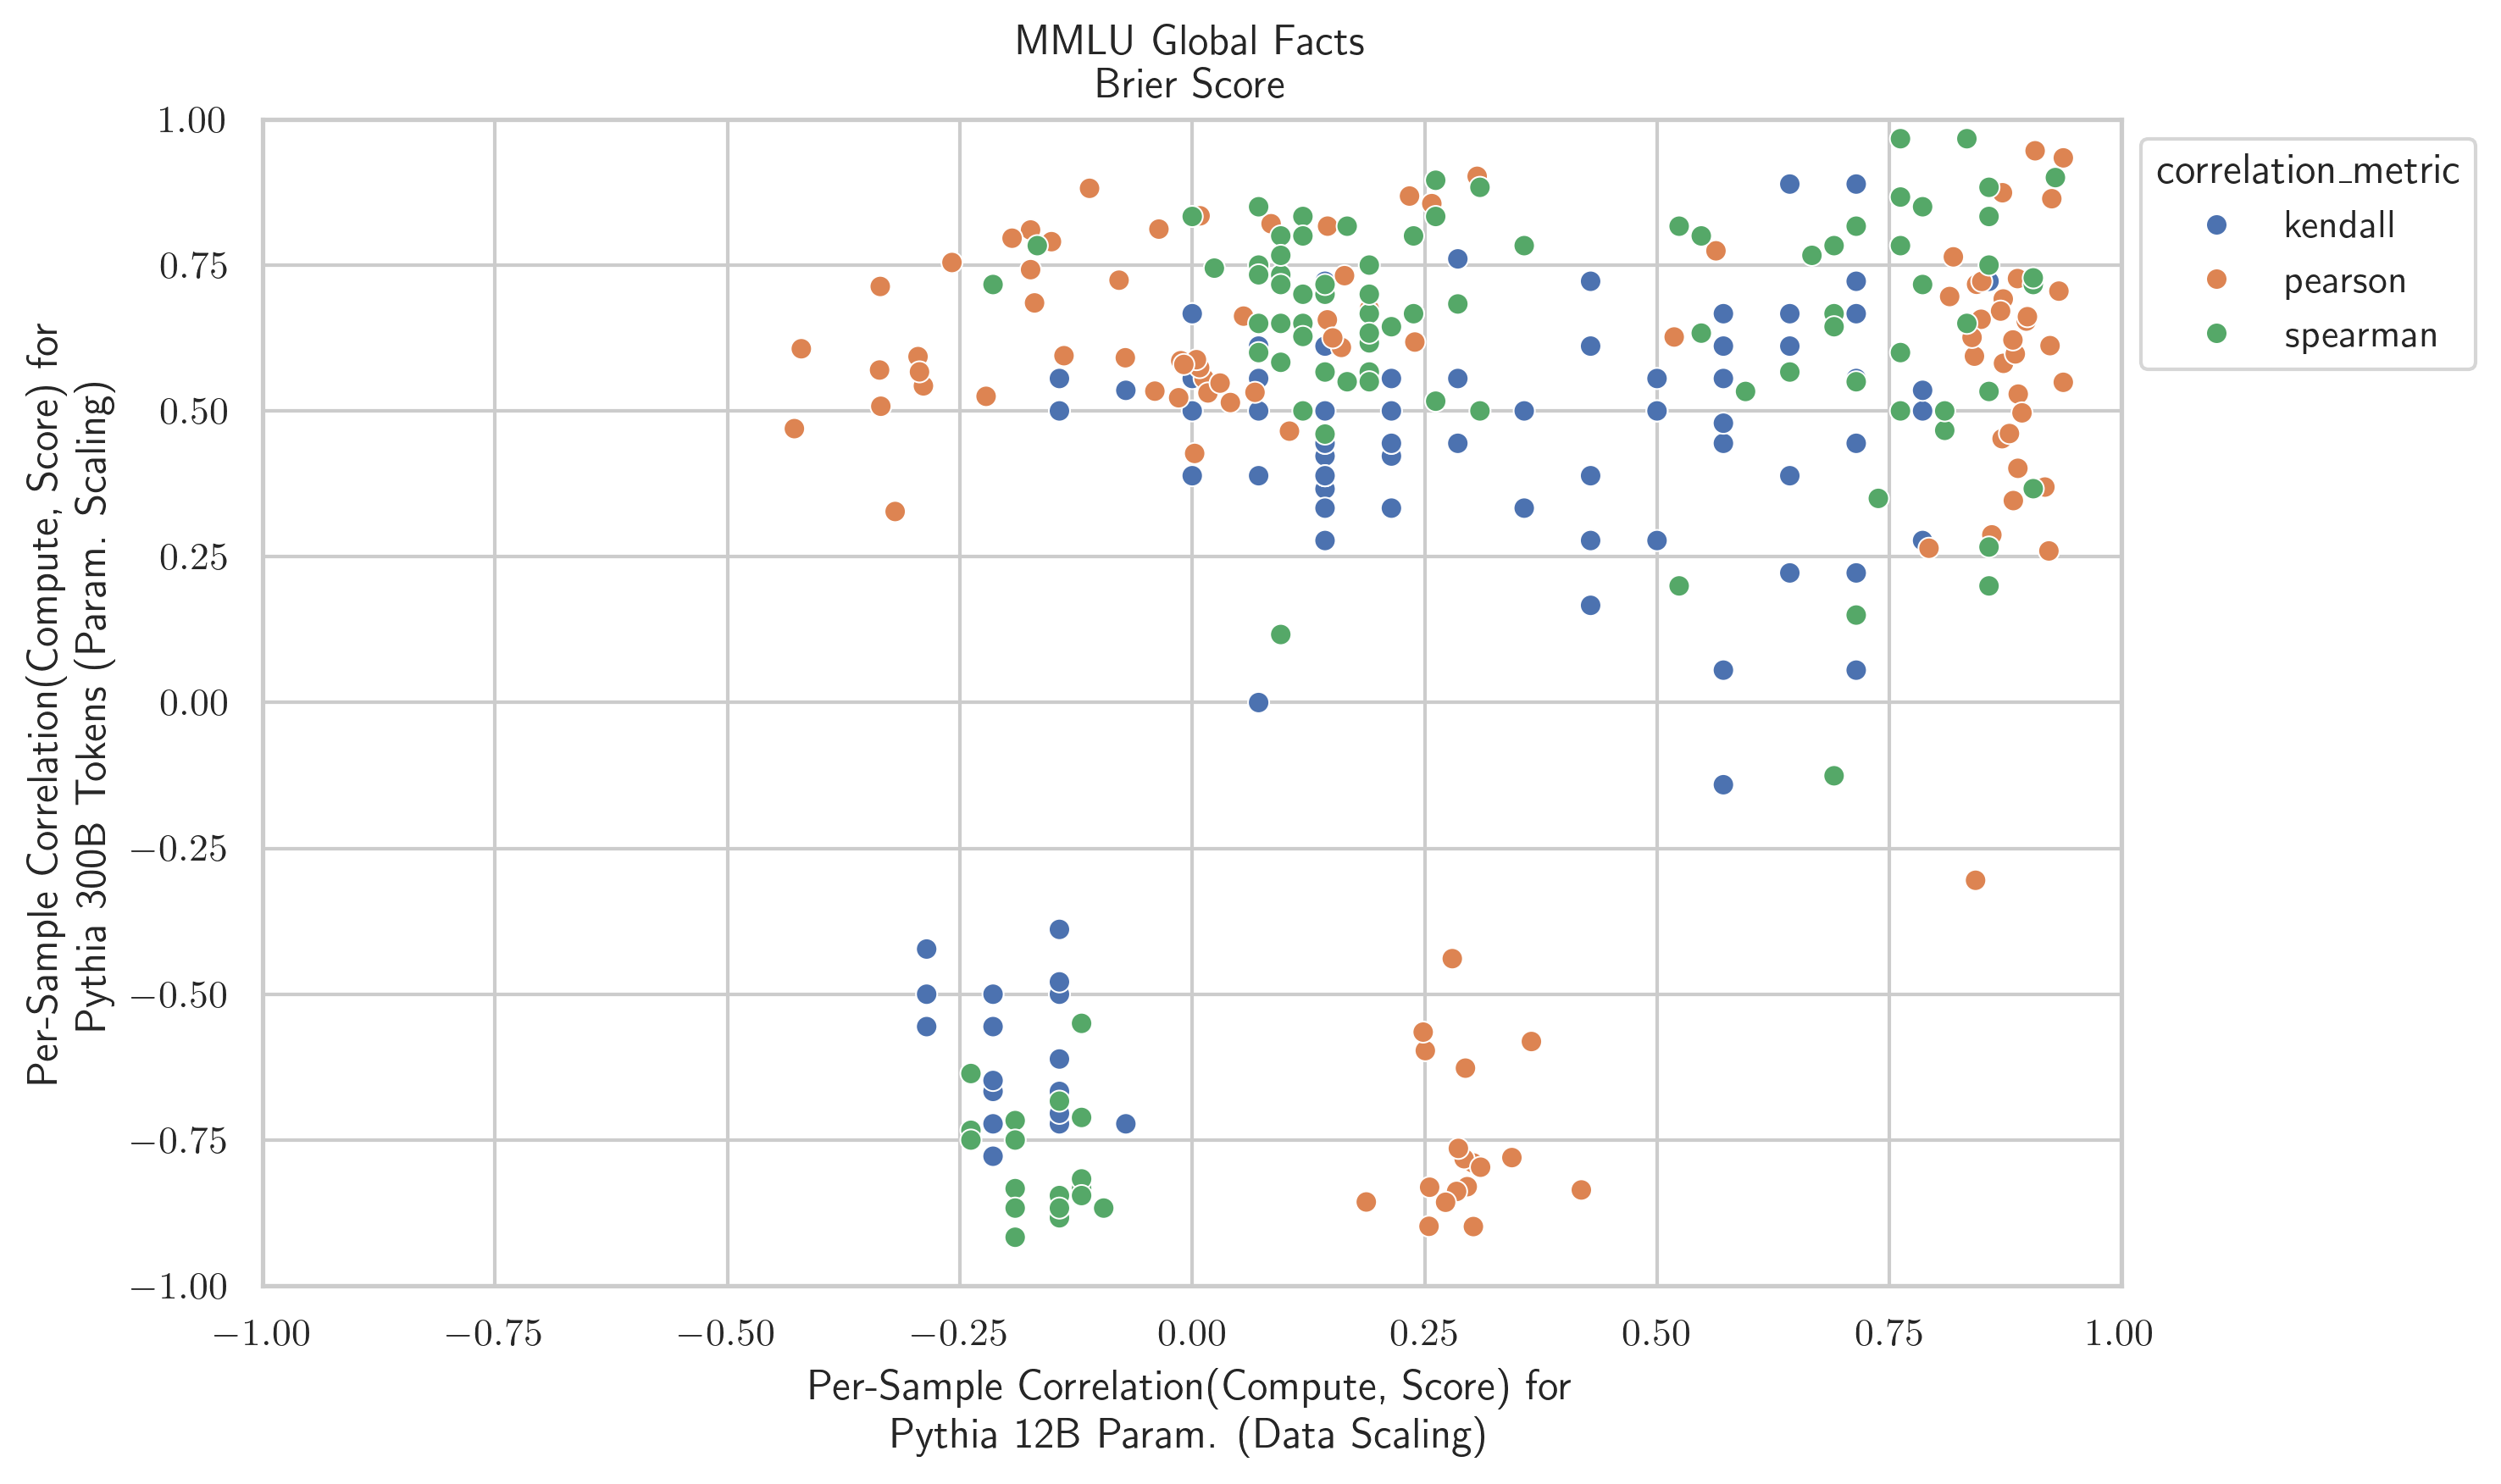 MMLU Global Facts
Brier Score
Per-Sample Correlation(Compute, Score) for
Pythia 300B Tokens (Param. Scaling)
1.00
0.75
0.50
0.25
0.00
−0.25
−0.50
−0.75
−1.00
−1.00
−0.75
−0.50
−0.25
0.00
0.25
0.50
0.75
1.00
Per-Sample Correlation(Compute, Score) for
Pythia 12B Param. (Data Scaling)
correlation_metric
kendall
pearson
spearman